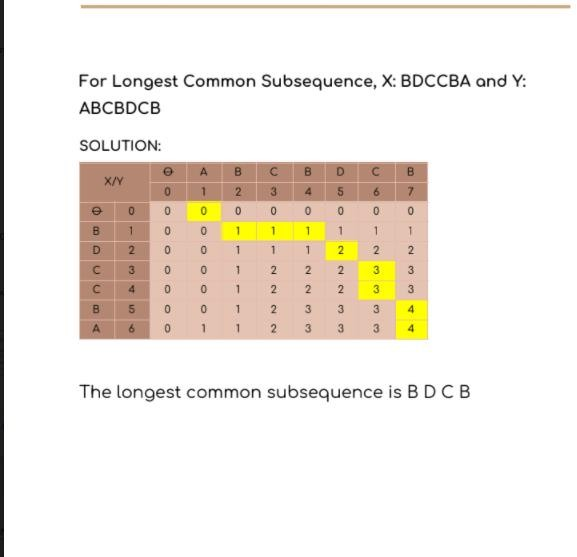 For Longest Common Subsequence, X: BDCCBA and Y:
ABCBDCB
SOLUTION:
X/Y ⊖ A B C B D C B
0 1 2 3 4 5 6 7
⊖ 0 0 0 0 0 0 0 0 0
B 1 0 0 1 1 1 1 1 1
D 2 0 0 1 1 1 2 2 2
C 3 0 0 1 2 2 2 3 3
C 4 0 0 1 2 2 2 3 3
B 5 0 0 1 2 3 3 3 4
A 6 0 1 1 2 3 3 3 4
The longest common subsequence is B D C B